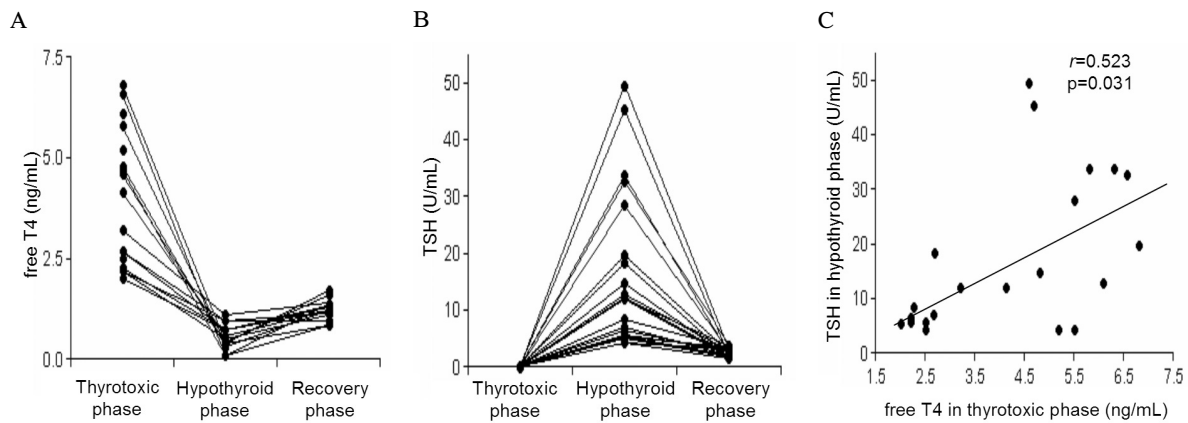 A
free T4 (ng/mL)
7.5
5.0
2.5
0.0
Thyrotoxic
phase
Hypothyroid
phase
Recovery
phase
B
TSH (U/mL)
50
40
30
20
10
0
Thyrotoxic
phase
Hypothyroid
phase
Recovery
phase
C
TSH in hypothyroid phase (U/mL)
r=0.523
p=0.031
50
40
30
20
10
0
1.5 2.5 3.5 4.5 5.5 6.5 7.5
free T4 in thyrotoxic phase (ng/mL)